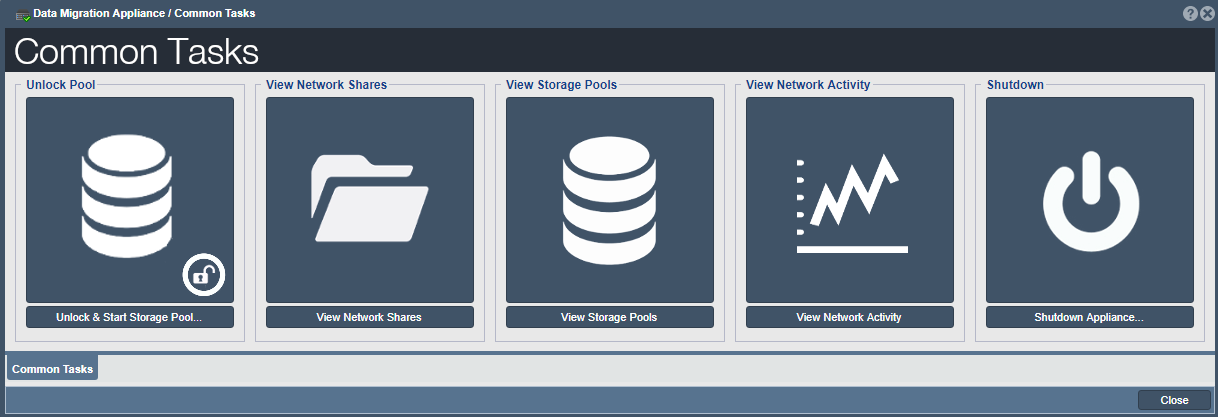 Data Migration Appliance / Common Tasks
?
Common Tasks
Unlock Pool
View Network Shares
View Storage Pools
View Network Activity
Shutdown
Unlock & Start Storage Pool...
View Network Shares
View Storage Pools
View Network Activity
Shutdown Appliance...
Common Tasks
Close